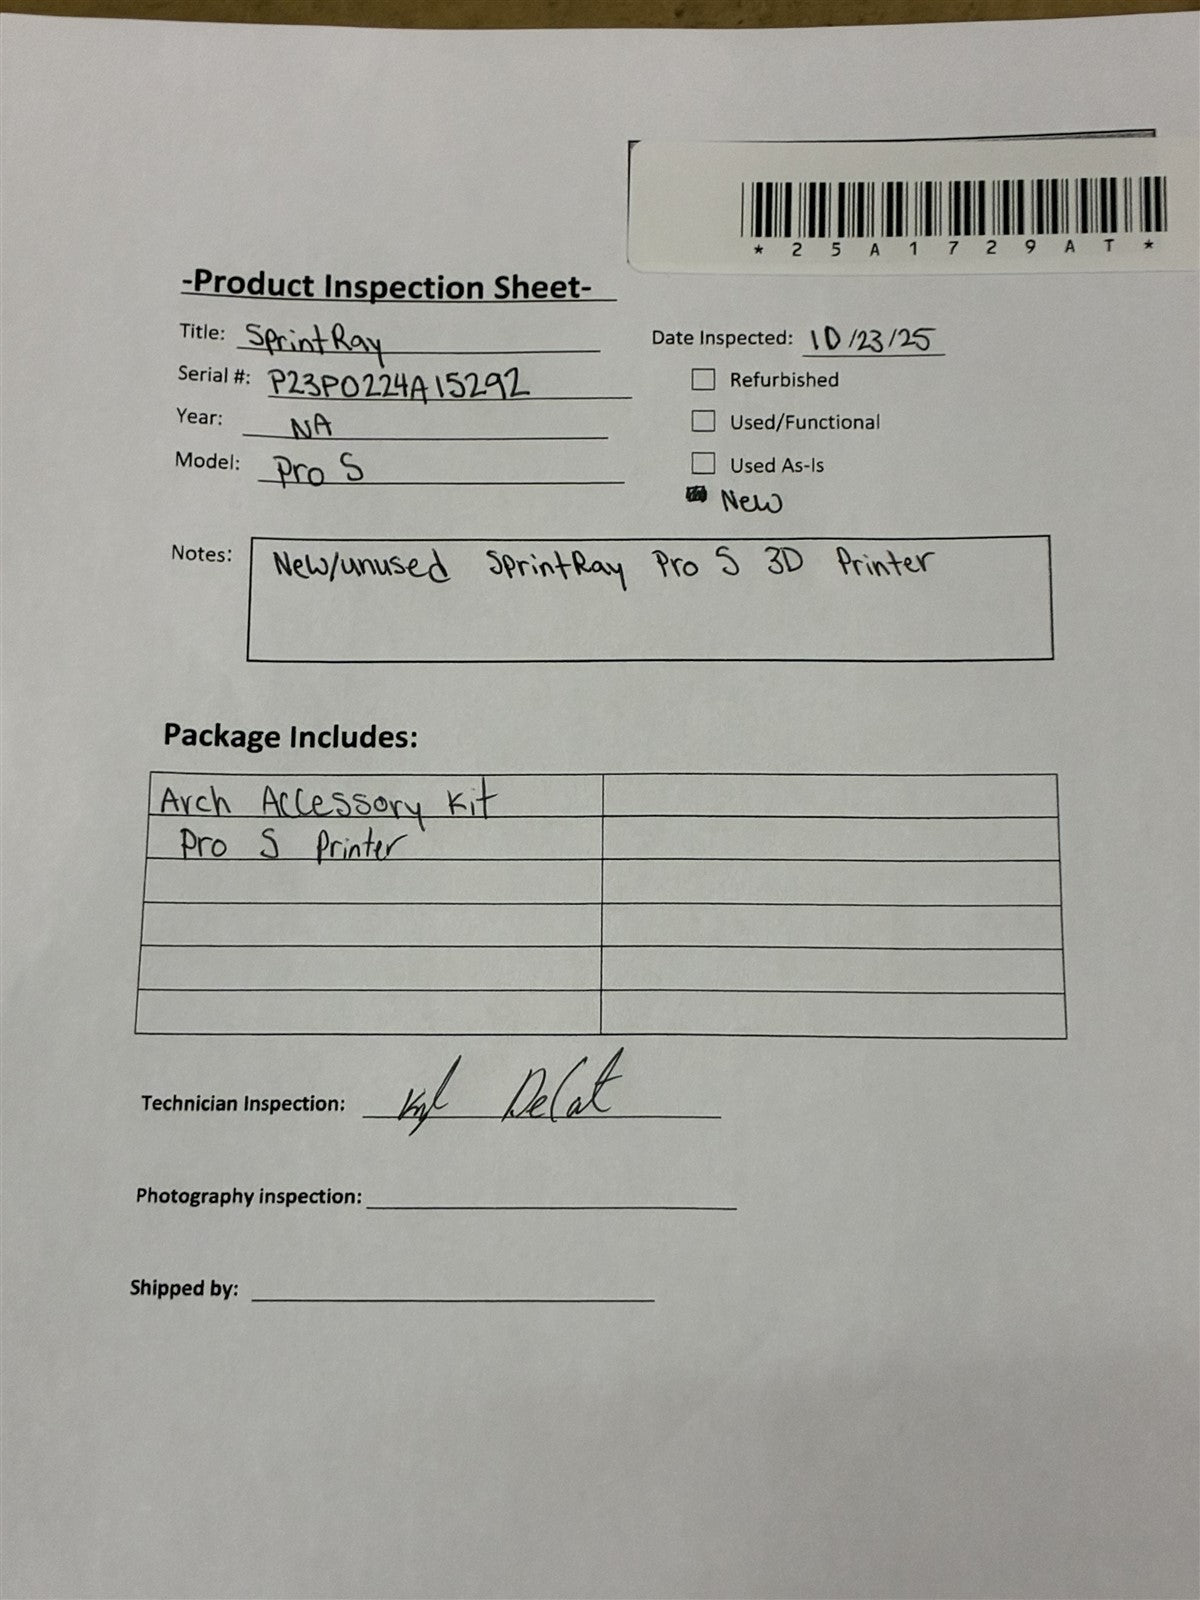 * 2 5 A 1 7 2 9 A T *
-Product Inspection Sheet-
Title: SprintRay
Date Inspected: 10/23/25
Serial #: P23P0224A15292
Refurbished
Year: NA
Used/Functional
Model: Pro S
Used As-Is
New
Notes: New/unused SprintRay Pro S 3D Printer
Package Includes:
Arch Accessory Kit
Pro S Printer
Technician Inspection: DeCat
Photography inspection:
Shipped by: